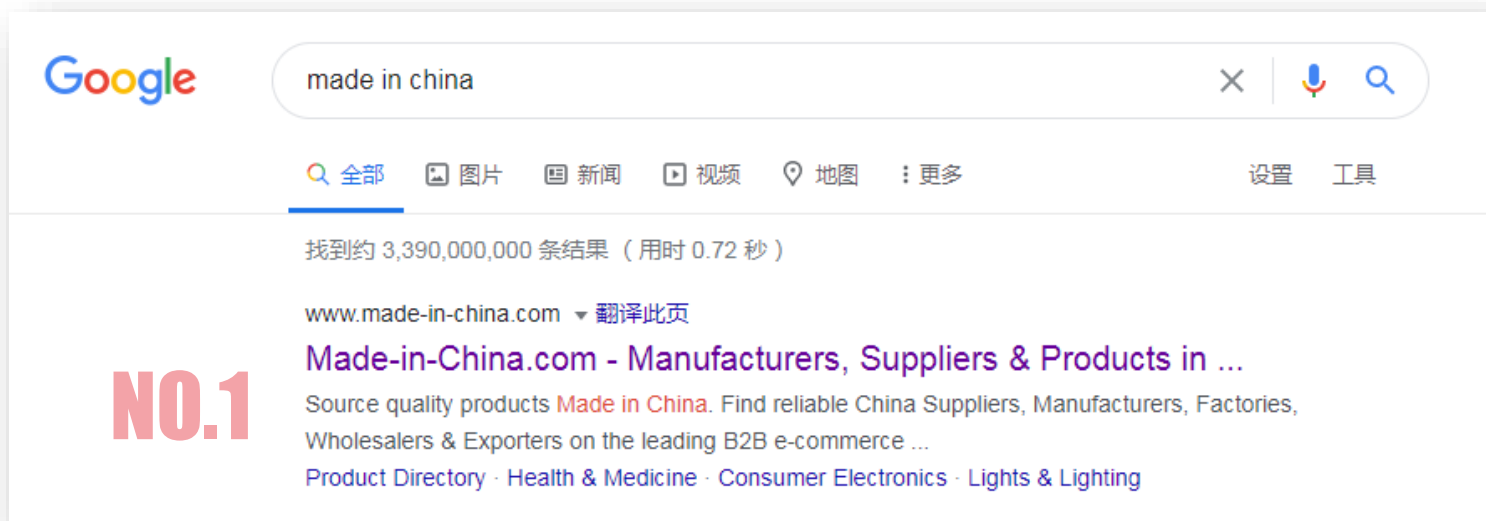 Google
made in china
全部 图片 新闻 视频 地图 更多 设置 工具
找到约 3,390,000,000 条结果 （用时 0.72 秒）
www.made-in-china.com 翻译此页
Made-in-China.com - Manufacturers, Suppliers & Products in ...
NO.1
Source quality products Made in China. Find reliable China Suppliers, Manufacturers, Factories,
Wholesalers & Exporters on the leading B2B e-commerce ...
Product Directory · Health & Medicine · Consumer Electronics · Lights & Lighting